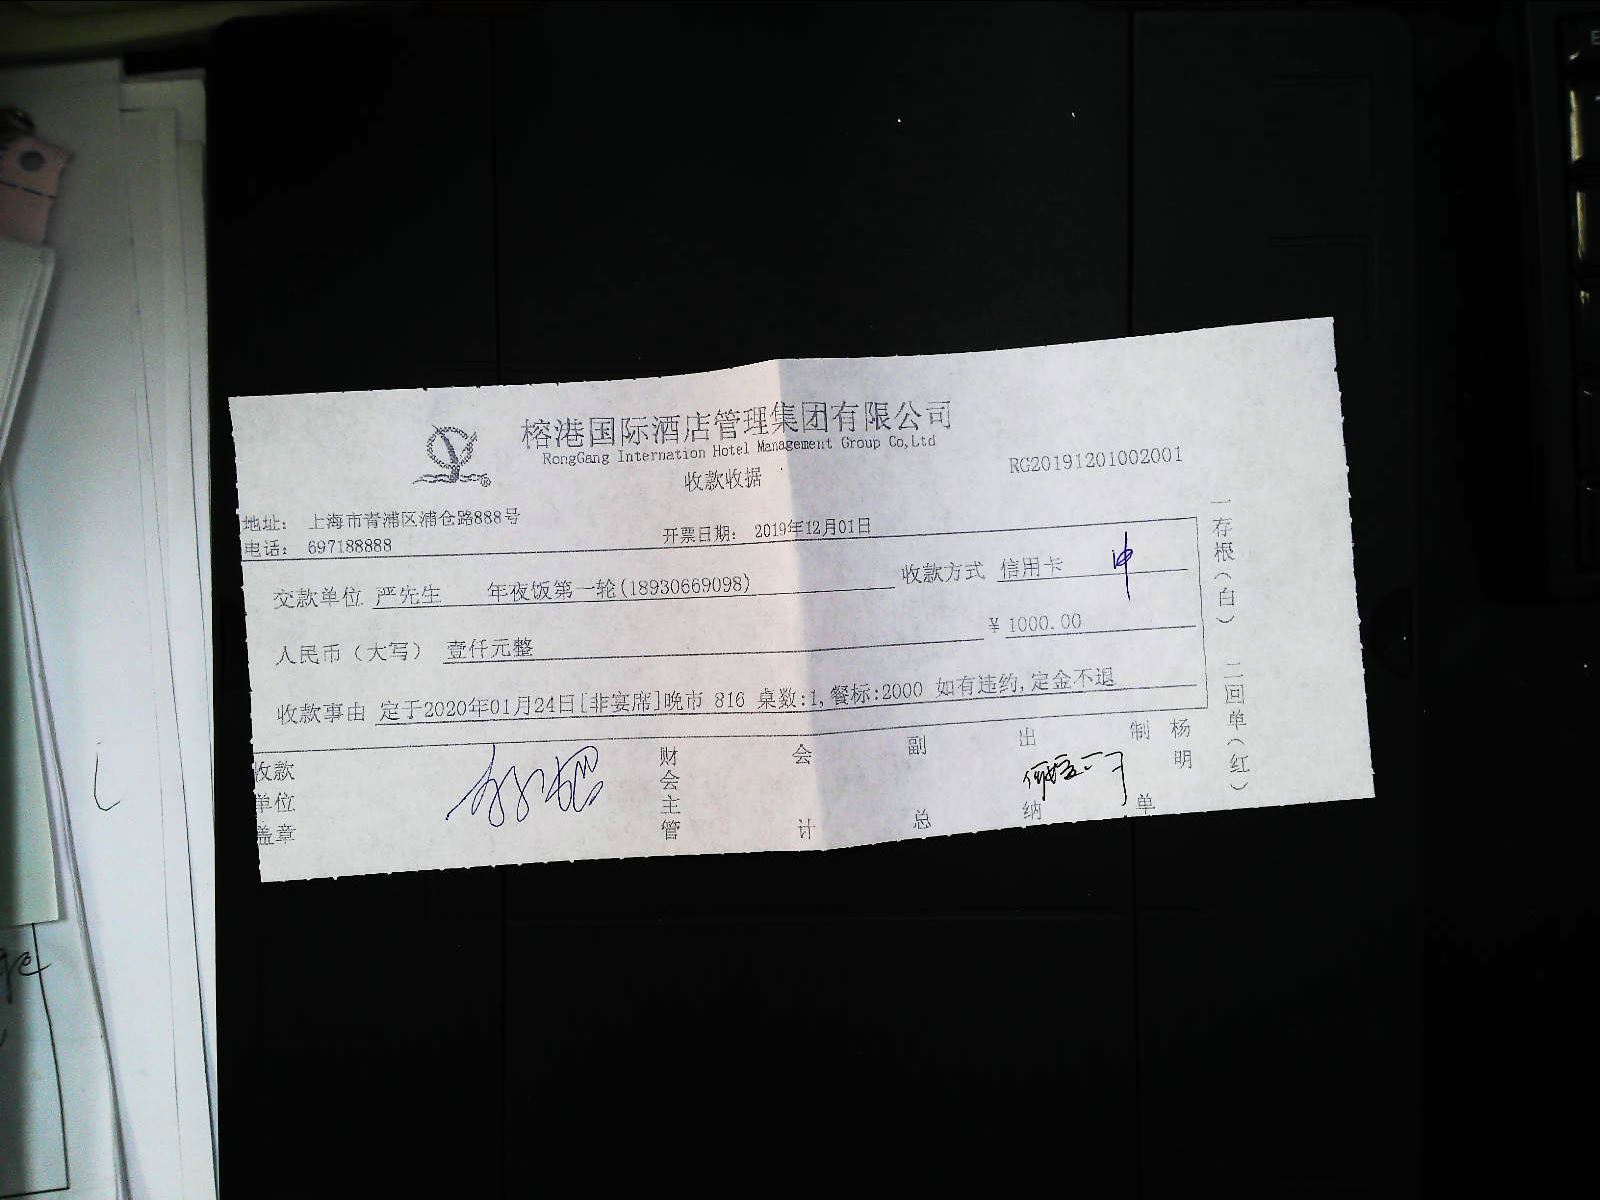 榕港国际酒店管理集团有限公司
RongGang Internation Hotel Management Group Co,Ltd
收款收据
RG20191201002001
地址： 上海市青浦区浦仓路888号
电话： 697188888
开票日期： 2019年12月01日
交款单位 严先生 年夜饭第一轮(18930669098) 收款方式 信用卡 申
人民币（大写） 壹仟元整 ¥ 1000.00
收款事由 定于2020年01月24日[非宴席]晚市 816 桌数:1,餐标:2000 如有违约,定金不退
收款单位盖章
财会主管
会计
副总
出纳
制单
杨明
一存根（白） 二回单（红）